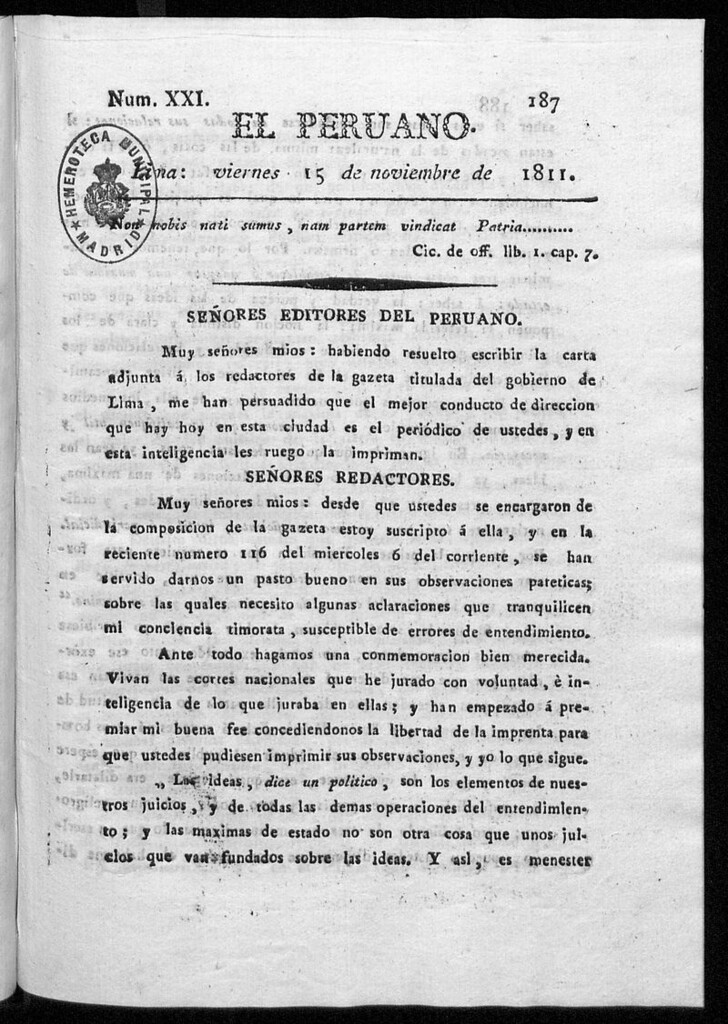 Num. XXI.
187
EL PERUANO.
HEMEROTECA MUNICIPAL
MADRID
Lima: viernes 15 de noviembre de 1811.
Non nobis nati sumus, nam partem vindicat Patria..........
Cic. de off. lib. 1. cap. 7.
SEÑORES EDITORES DEL PERUANO.
Muy señores mios: habiendo resuelto escribir la carta
adjunta á los redactores de la gazeta titulada del gobierno de
Lima, me han persuadido que el mejor conducto de direccion
que hay hoy en esta ciudad es el periódico de ustedes, y en
esta inteligencia les ruego la impriman.
SEÑORES REDACTORES.
Muy señores mios: desde que ustedes se encargaron de
la composicion de la gazeta estoy suscripto á ella, y en la
reciente numero 116 del miercoles 6 del corriente, se han
servido darnos un pasto bueno en sus observaciones pateticas;
sobre las quales necesito algunas aclaraciones que tranquilicen
mi conciencia timorata, susceptible de errores de entendimiento.
Ante todo hagamos una conmemoracion bien merecida.
Vivan las cortes nacionales que he jurado con voluntad, è in-
teligencia de lo que juraba en ellas; y han empezado á pre-
miar mi buena fee concediendonos la libertad de la imprenta para
que ustedes pudiesen imprimir sus observaciones, y yo lo que sigue.
„ Las ideas, dice un politico, son los elementos de nues-
tros juicios, y de todas las demas operaciones del entendimien-
to; y las maximas de estado no son otra cosa que unos jui-
cios que van fundados sobre las ideas. Y asi, es menester